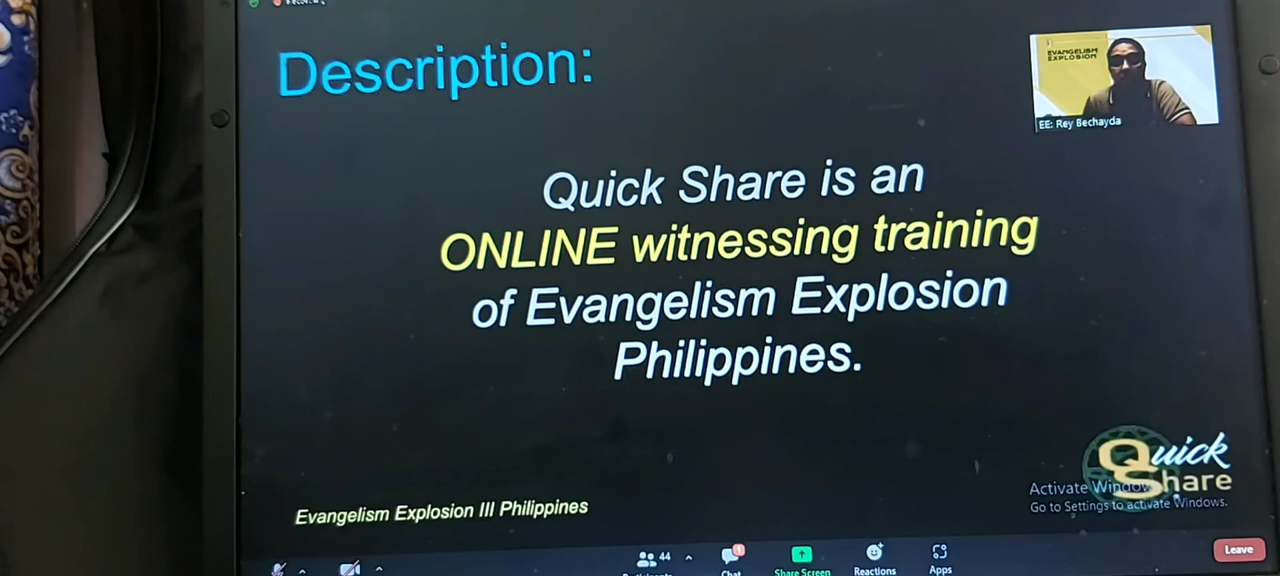 Description:
EVANGELISM
EXPLOSION
EE: Rey Bechayda
Quick Share is an
ONLINE witnessing training
of Evangelism Explosion
Philippines.
Quick
Share
Activate Windows
Go to Settings to activate Windows.
Evangelism Explosion III Philippines
44
1
Participants
Chat
Share Screen
Reactions
Apps
Leave